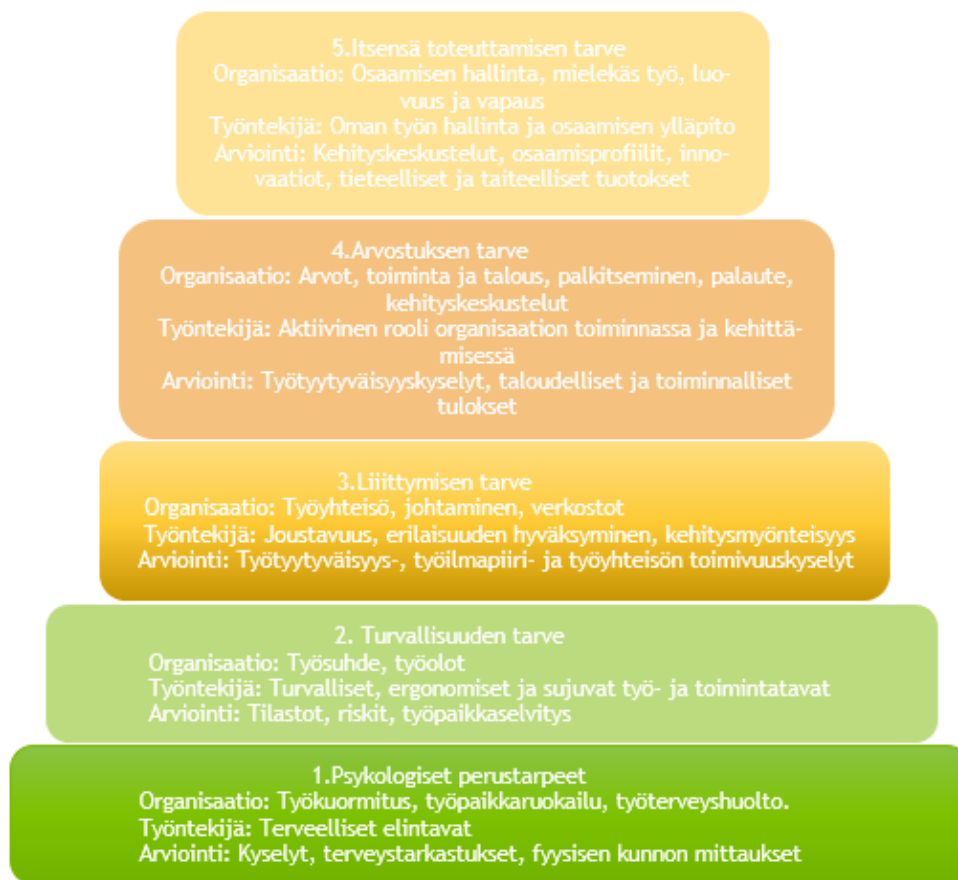 5.Itsensä toteuttamisen tarve
Organisaatio: Osaamisen hallinta, mielekäs työ, luo-
vuus ja vapaus
Työntekijä: Oman työn hallinta ja osaamisen ylläpito
Arviointi: Kehityskeskustelut, osaamisprofiilit, inno-
vaatiot, tieteelliset ja taiteelliset tuotokset
4.Arvostuksen tarve
Organisaatio: Arvot, toiminta ja talous, palkitseminen, palaute,
kehityskeskustelut
Työntekijä: Aktiivinen rooli organisaation toiminnassa ja kehittä-
misessä
Arviointi: Työtyytyväisyyskyselyt, taloudelliset ja toiminnalliset
tulokset
3.Liiittymisen tarve
Organisaatio: Työyhteisö, johtaminen, verkostot
Työntekijä: Joustavuus, erilaisuuden hyväksyminen, kehitysmyönteisyys
Arviointi: Työtyytyväisyys-, työilmapiiri- ja työyhteisön toimivuuskyselyt
2. Turvallisuuden tarve
Organisaatio: Työsuhde, työolot
Työntekijä: Turvalliset, ergonomiset ja sujuvat työ- ja toimintatavat
Arviointi: Tilastot, riskit, työpaikkaselvitys
1.Psykologiset perustarpeet
Organisaatio: Työkuormitus, työpaikkaruokailu, työterveyshuolto.
Työntekijä: Terveelliset elintavat
Arviointi: Kyselyt, terveystarkastukset, fyysisen kunnon mittaukset